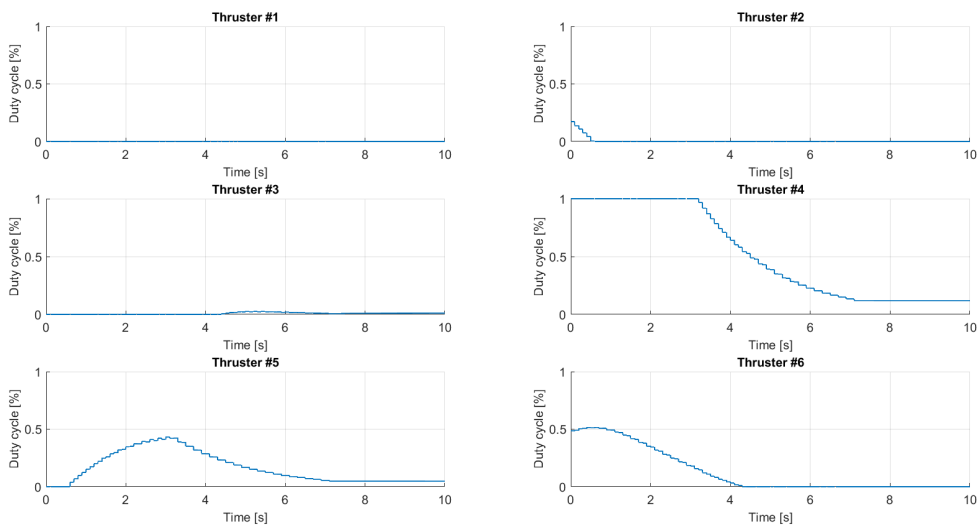 Thruster #1
Duty cycle [%]
1
0.5
0
0 2 4 6 8 10
Time [s]
Thruster #2
Duty cycle [%]
1
0.5
0
0 2 4 6 8 10
Time [s]
Thruster #3
Duty cycle [%]
1
0.5
0
0 2 4 6 8 10
Time [s]
Thruster #4
Duty cycle [%]
1
0.5
0
0 2 4 6 8 10
Time [s]
Thruster #5
Duty cycle [%]
1
0.5
0
0 2 4 6 8 10
Time [s]
Thruster #6
Duty cycle [%]
1
0.5
0
0 2 4 6 8 10
Time [s]